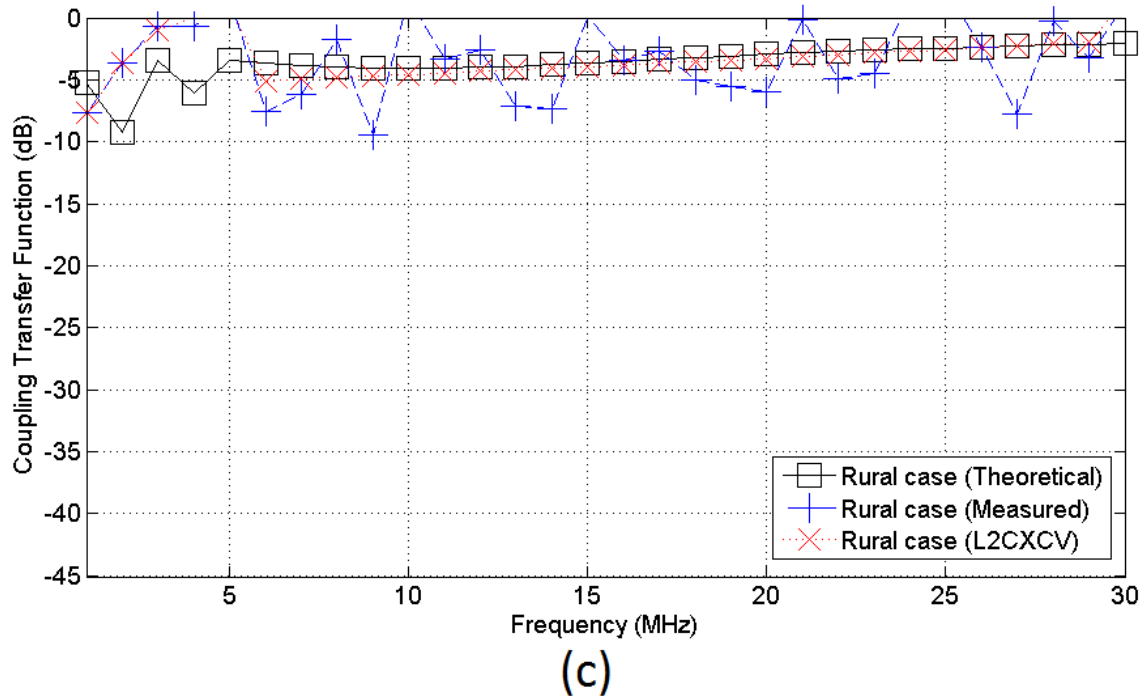 0
-5
-10
-15
-20
-25
-30
-35
-40
-45
Coupling Transfer Function (dB)
5 10 15 20 25 30
Frequency (MHz)
Rural case (Theoretical)
Rural case (Measured)
Rural case (L2CXCV)
(c)